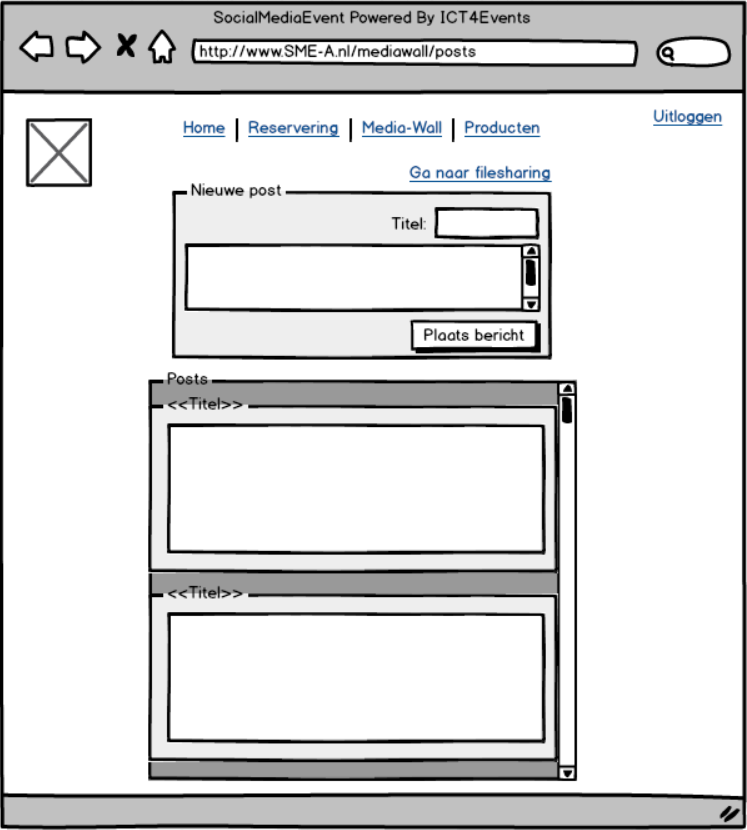 SocialMediaEvent Powered By ICT4Events
http://www.SME-A.nl/mediawall/posts
Uitloggen
Home | Reservering | Media-Wall | Producten
Ga naar filesharing
Nieuwe post
Titel:
Plaats bericht
Posts
<<Titel>>
<<Titel>>